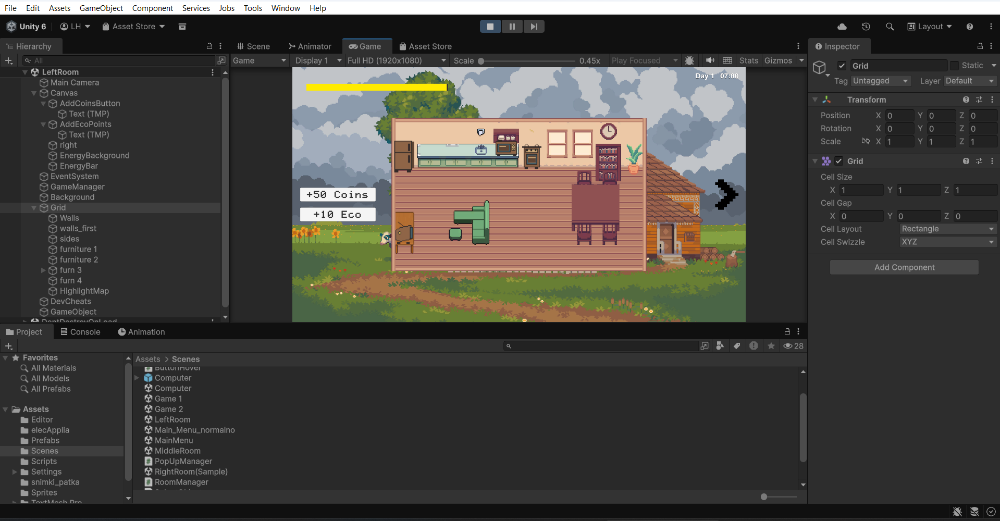 File Edit Assets GameObject Component Services Jobs Tools Window Help
Unity 6 LH Asset Store Layout
Hierarchy
All
LeftRoom
Main Camera
Canvas
AddCoinsButton
Text (TMP)
AddEcoPoints
Text (TMP)
right
EnergyBackground
EnergyBar
EventSystem
GameManager
Background
Grid
Walls
walls_first
sides
furniture 1
furniture 2
furn 3
furn 4
HighlightMap
DevCheats
GameObject
DontDestroyOnLoad
Scene Animator Game Asset Store
Game Display 1 Full HD (1920x1080) Scale 0.45x Play Focused Stats Gizmos
Day 1 07:00
+50 Coins
+10 Eco
Inspector
Grid Static
Tag Untagged Layer Default
Transform
Position X 0 Y 0 Z 0
Rotation X 0 Y 0 Z 0
Scale X 1 Y 1 Z 1
Grid
Cell Size
X 1 Y 1 Z 1
Cell Gap
X 0 Y 0 Z 0
Cell Layout Rectangle
Cell Swizzle XYZ
Add Component
Project Console Animation
28
Favorites
All Materials
All Models
All Prefabs
Assets
Editor
elecApplia
Prefabs
Scenes
Scripts
Settings
snimki_patka
Sprites
TextMesh Pro
Assets > Scenes
ButtonHover
Computer
Computer
Game 1
Game 2
LeftRoom
Main_Menu_normalno
MainMenu
MiddleRoom
PopUpManager
RightRoom(Sample)
RoomManager